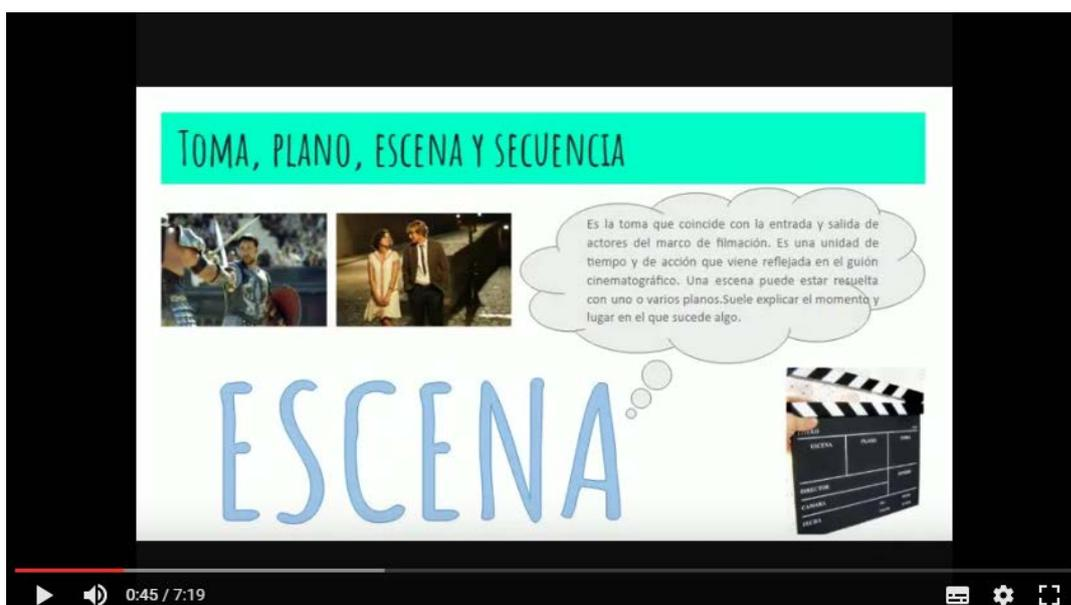 TOMA, PLANO, ESCENA Y SECUENCIA
Es la toma que coincide con la entrada y salida de
actores del marco de filmación. Es una unidad de
tiempo y de acción que viene reflejada en el guión
cinematográfico. Una escena puede estar resuelta
con uno o varios planos.Suele explicar el momento y
lugar en el que sucede algo.
ESCENA
TITULO
ESCENA PLANO TOMA
DIRECTOR
CAMARA
FECHA
0:45 / 7:19